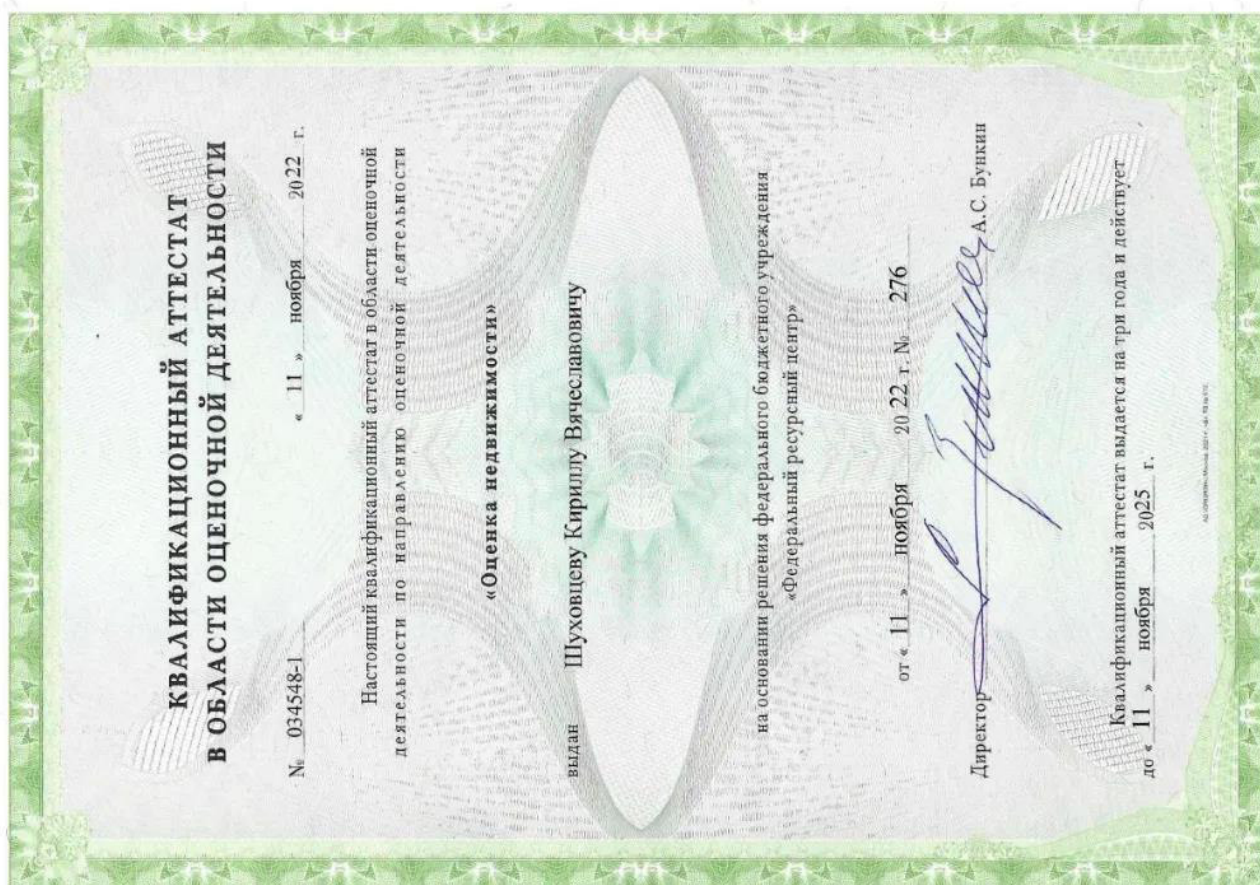 КВАЛИФИКАЦИОННЫЙ АТТЕСТАТ
В ОБЛАСТИ ОЦЕНОЧНОЙ ДЕЯТЕЛЬНОСТИ
№ 034548-1 « 11 » ноября 2022 г.
Настоящий квалификационный аттестат в области оценочной
деятельности по направлению оценочной деятельности
«Оценка недвижимости»
выдан Шуховцеву Кириллу Вячеславовичу
на основании решения федерального бюджетного учреждения
«Федеральный ресурсный центр»
от « 11 » ноября 20 22 г. № 276
Директор А.С. Бункин
Квалификационный аттестат выдается на три года и действует
до « 11 » ноября 2025 г.